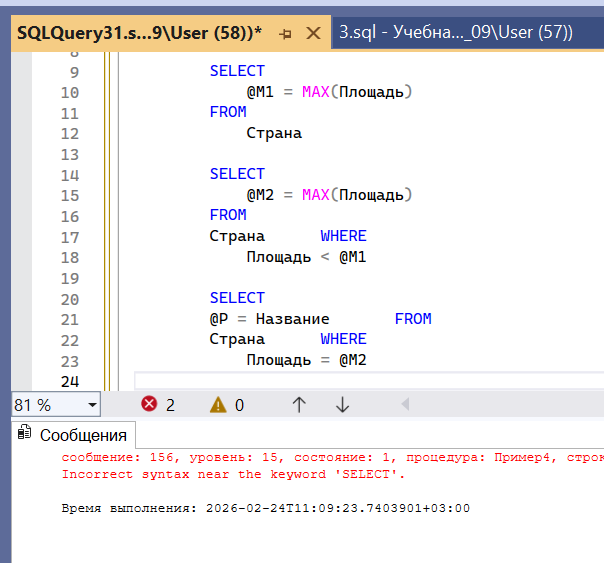 SQLQuery31.s...9\User (58))* 3.sql - Учебна..._09\User (57))
9 SELECT
10 @M1 = MAX(Площадь)
11 FROM
12 Страна
13
14 SELECT
15 @M2 = MAX(Площадь)
16 FROM
17 Страна WHERE
18 Площадь < @M1
19
20 SELECT
21 @P = Название FROM
22 Страна WHERE
23 Площадь = @M2
24
81 % 2 0
Сообщения
сообщение: 156, уровень: 15, состояние: 1, процедура: Пример4, строк
Incorrect syntax near the keyword 'SELECT'.
Время выполнения: 2026-02-24T11:09:23.7403901+03:00